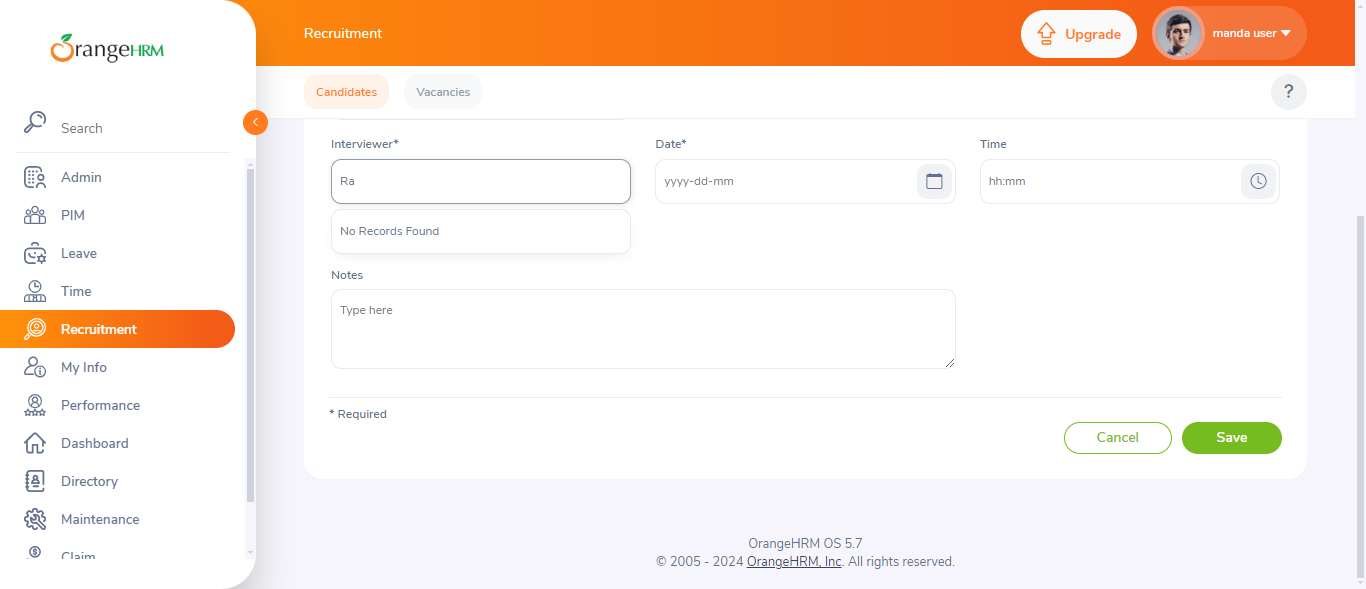 OrangeHRM
Recruitment
Upgrade
manda user
Candidates
Vacancies
?
Search
Admin
PIM
Leave
Time
Recruitment
My Info
Performance
Dashboard
Directory
Maintenance
Claim
Interviewer*
Date*
Time
Ra
yyyy-dd-mm
hh:mm
No Records Found
Notes
Type here
* Required
Cancel
Save
OrangeHRM OS 5.7
© 2005 - 2024 OrangeHRM, Inc. All rights reserved.